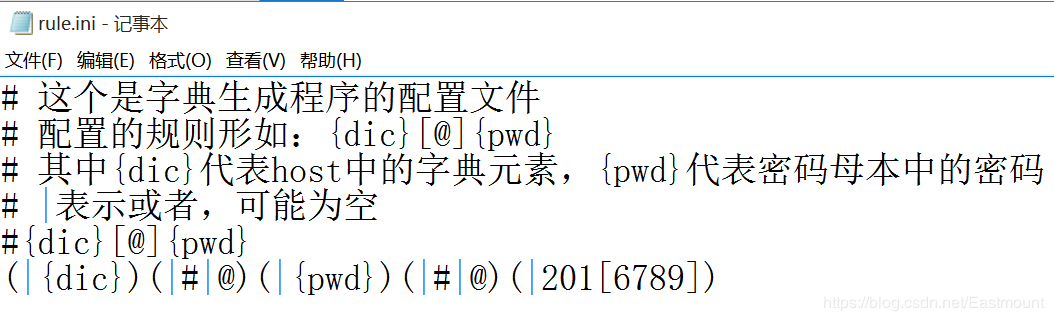 rule.ini - 记事本
文件(F) 编辑(E) 格式(O) 查看(V) 帮助(H)
# 这个是字典生成程序的配置文件
# 配置的规则形如：{dic}[@]{pwd}
# 其中{dic}代表host中的字典元素，{pwd}代表密码母本中的密码
# |表示或者，可能为空
#{dic}[@]{pwd}
(|{dic})(|#|@)(|{pwd})(|#|@)(|201[6789])
https://blog.csdn.net/Eastmount